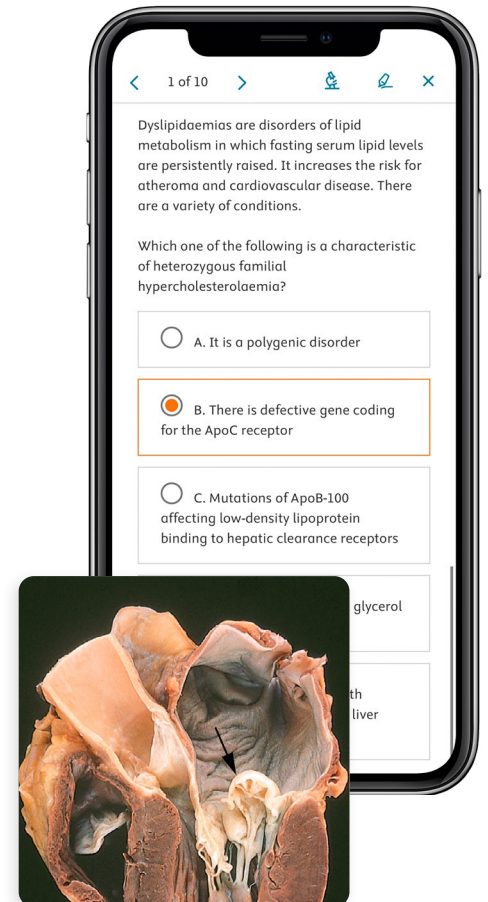 1 of 10
Dyslipidaemias are disorders of lipid
metabolism in which fasting serum lipid levels
are persistently raised. It increases the risk for
atheroma and cardiovascular disease. There
are a variety of conditions.
Which one of the following is a characteristic
of heterozygous familial
hypercholesterolaemia?
A. It is a polygenic disorder
B. There is defective gene coding
for the ApoC receptor
C. Mutations of ApoB-100
affecting low-density lipoprotein
binding to hepatic clearance receptors
glycerol
th
liver